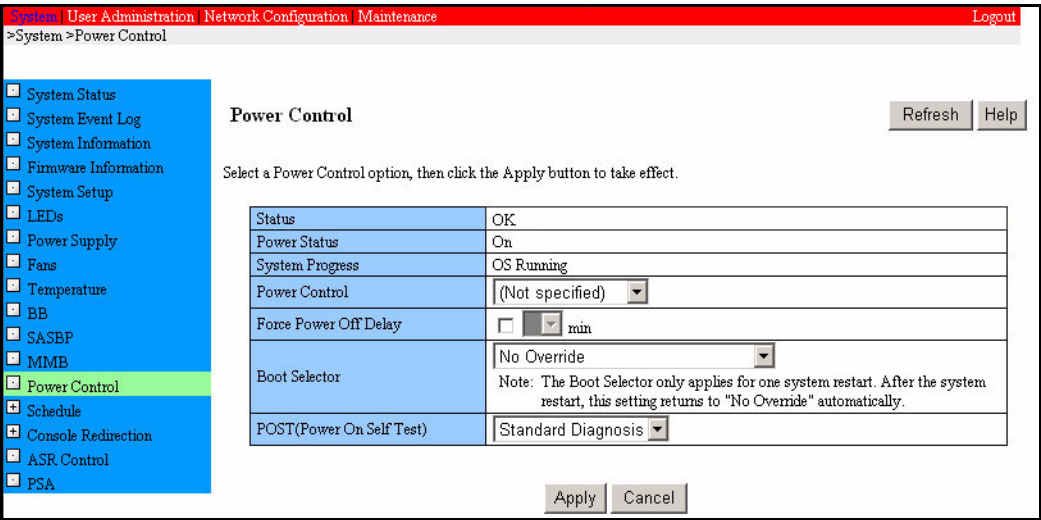 System | User Administration | Network Configuration | Maintenance Logout
>System >Power Control
System Status
System Event Log
System Information
Firmware Information
System Setup
LEDs
Power Supply
Fans
Temperature
BB
SASBP
MMB
Power Control
Schedule
Console Redirection
ASR Control
PSA
Power Control
Refresh Help
Select a Power Control option, then click the Apply button to take effect.
Status OK
Power Status On
System Progress OS Running
Power Control (Not specified)
Force Power Off Delay min
Boot Selector No Override
Note: The Boot Selector only applies for one system restart. After the system
restart, this setting returns to "No Override" automatically.
POST(Power On Self Test) Standard Diagnosis
Apply Cancel